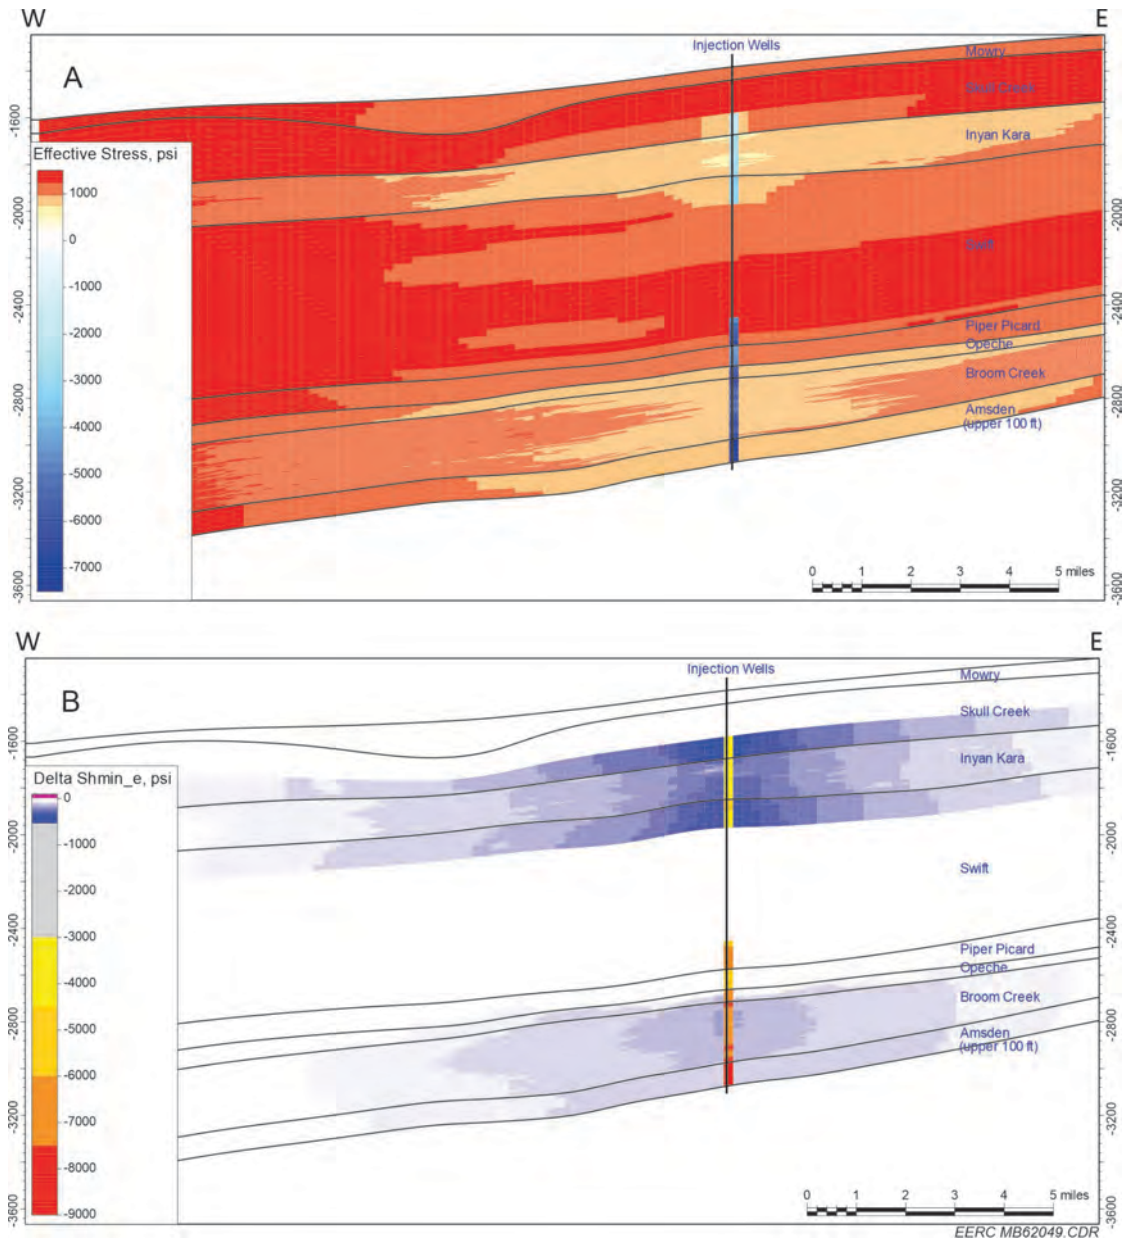 W
E
Injection Wells
A
Mowry
Skull Creek
Inyan Kara
Effective Stress, psi
1000
0
-1000
-2000
-3000
-4000
-5000
-6000
-7000
Swift
Piper Picard
Opeche
Broom Creek
Amsden
(upper 100 ft)
-1600
-2000
-2400
-2800
-3200
-3600
-1600
-2000
-2400
-2800
-3200
-3600
0 1 2 3 4 5 miles
W
E
Injection Wells
B
Mowry
Skull Creek
Inyan Kara
Delta Shmin_e, psi
0
-1000
-2000
-3000
-4000
-5000
-6000
-7000
-8000
-9000
Swift
Piper Picard
Opeche
Broom Creek
Amsden
(upper 100 ft)
-1600
-2000
-2400
-2800
-3200
-3600
-1600
-2000
-2400
-2800
-3200
-3600
0 1 2 3 4 5 miles
EERC MB62049.CDR